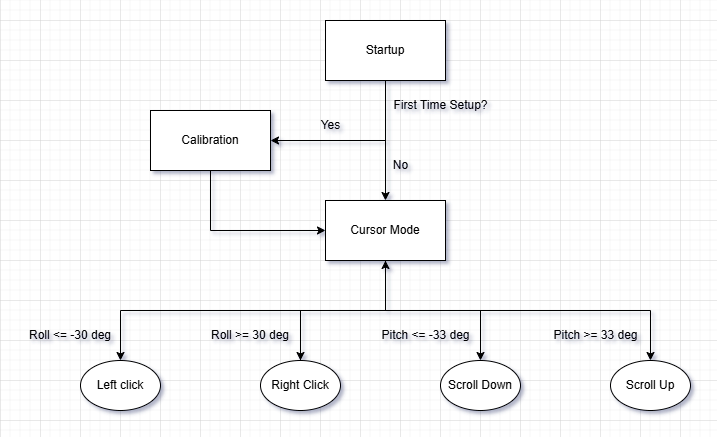 Startup
First Time Setup?
Yes
Calibration
No
Cursor Mode
Roll <= -30 deg
Roll >= 30 deg
Pitch <= -33 deg
Pitch >= 33 deg
Left click
Right Click
Scroll Down
Scroll Up